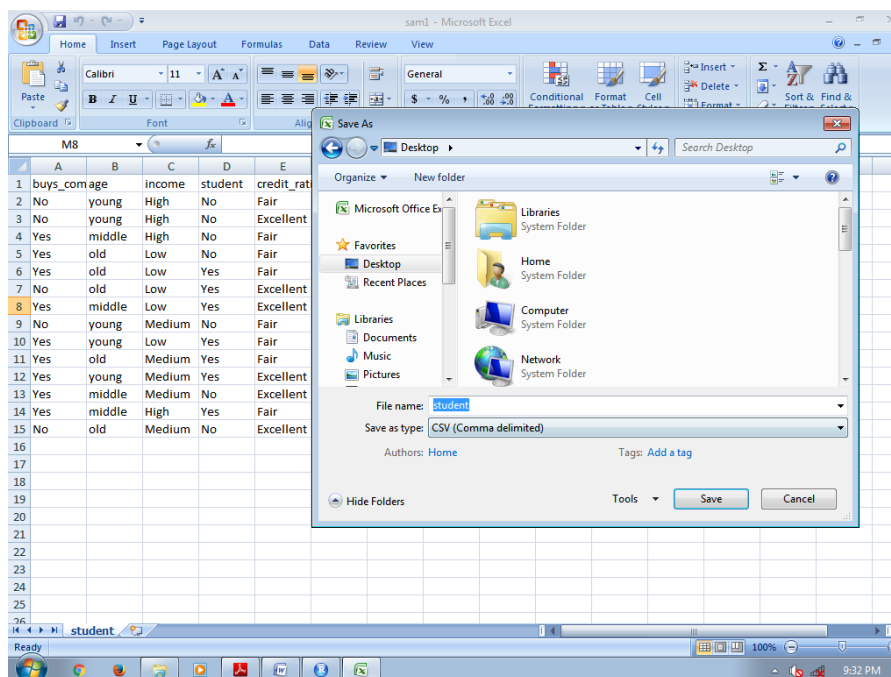 sam1 - Microsoft Excel
Home Insert Page Layout Formulas Data Review View
Paste
Calibri 11 A A
General
Insert
Delete
Format
Σ
B I U A
$ % ,
Conditional Format Cell
Sort & Find &
Clipboard Font
M8 fx
A B C D E
1 buys_com age income student credit_rati
2 No young High No Fair
3 No young High No Excellent
4 Yes middle High No Fair
5 Yes old Low No Fair
6 Yes old Low Yes Fair
7 No old Low Yes Excellent
8 Yes middle Low Yes Excellent
9 No young Medium No Fair
10 Yes young Low Yes Fair
11 Yes old Medium Yes Fair
12 Yes young Medium Yes Excellent
13 Yes middle Medium No Excellent
14 Yes middle High Yes Fair
15 No old Medium No Excellent
16
17
18
19
20
21
22
23
24
25
26
Save As
Desktop
Search Desktop
Organize New folder
Microsoft Office Ex
Favorites
Desktop
Recent Places
Libraries
Documents
Music
Pictures
Libraries
System Folder
Home
System Folder
Computer
System Folder
Network
System Folder
File name: student
Save as type: CSV (Comma delimited)
Authors: Home Tags: Add a tag
Hide Folders Tools Save Cancel
student
Ready 100%
9:32 PM